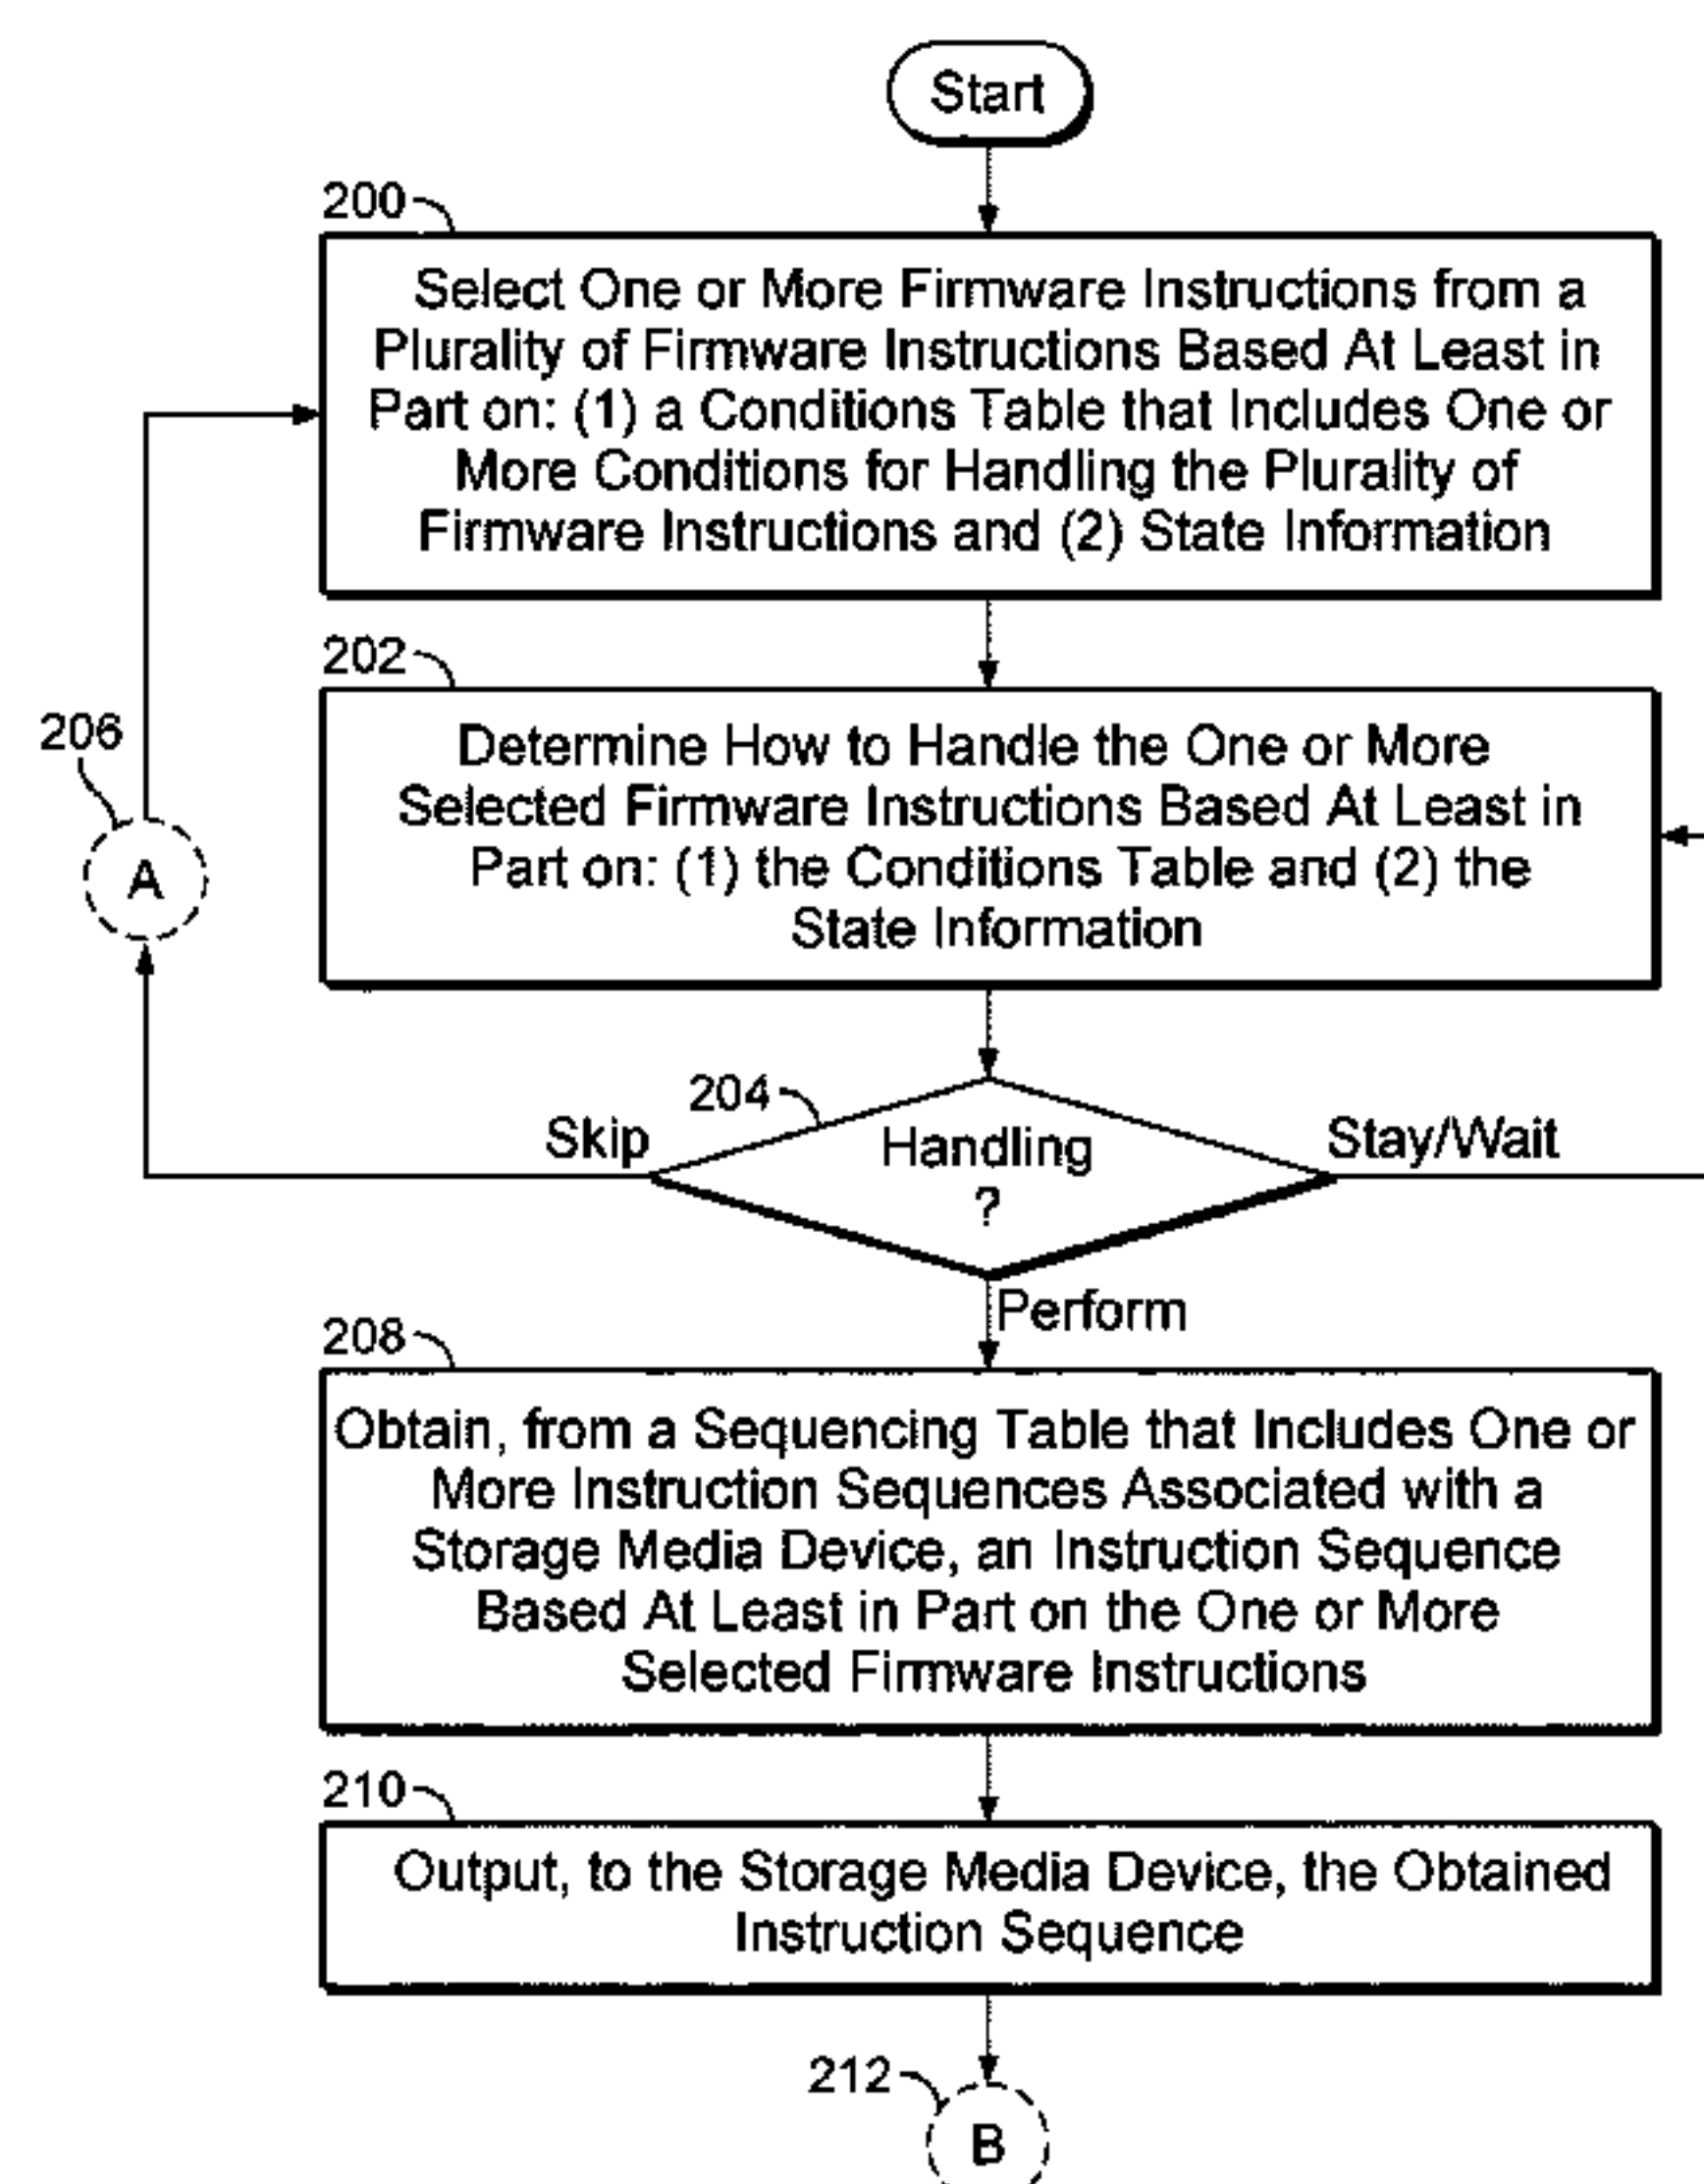 Start
200
Select One or More Firmware Instructions from a
Plurality of Firmware Instructions Based At Least in
Part on: (1) a Conditions Table that Includes One or
More Conditions for Handling the Plurality of
Firmware Instructions and (2) State Information
202
206
Determine How to Handle the One or More
Selected Firmware Instructions Based At Least in
Part on: (1) the Conditions Table and (2) the
State Information
A
204
Skip
Handling
?
Stay/Wait
Perform
208
Obtain, from a Sequencing Table that Includes One or
More Instruction Sequences Associated with a
Storage Media Device, an Instruction Sequence
Based At Least in Part on the One or More
Selected Firmware Instructions
210
Output, to the Storage Media Device, the Obtained
Instruction Sequence
212
B